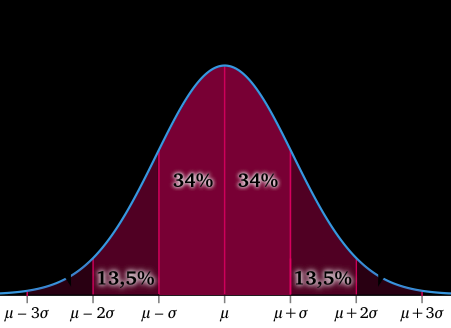 34% 34%
13,5% 13,5%
μ − 3σ μ − 2σ μ − σ μ μ + σ μ + 2σ μ + 3σ